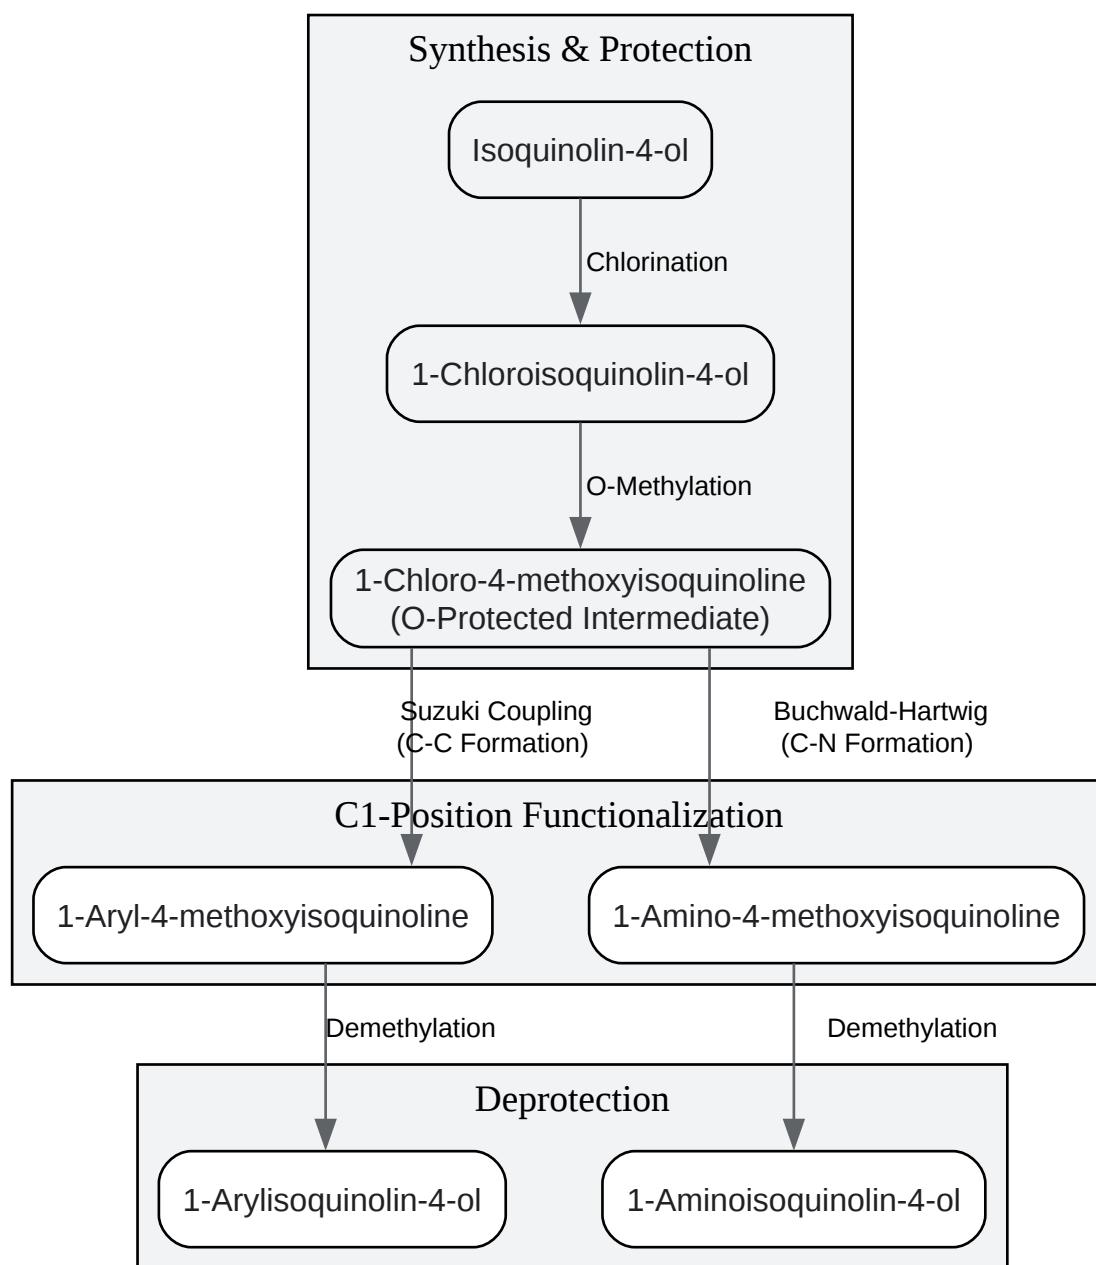 Synthesis & Protection
Isoquinolin-4-ol
Chlorination
1-Chloroisoquinolin-4-ol
O-Methylation
1-Chloro-4-methoxyisoquinoline
(O-Protected Intermediate)
Suzuki Coupling
(C-C Formation)
Buchwald-Hartwig
(C-N Formation)
C1-Position Functionalization
1-Aryl-4-methoxyisoquinoline
1-Amino-4-methoxyisoquinoline
Demethylation
Demethylation
Deprotection
1-Arylisoquinolin-4-ol
1-Aminoisoquinolin-4-ol